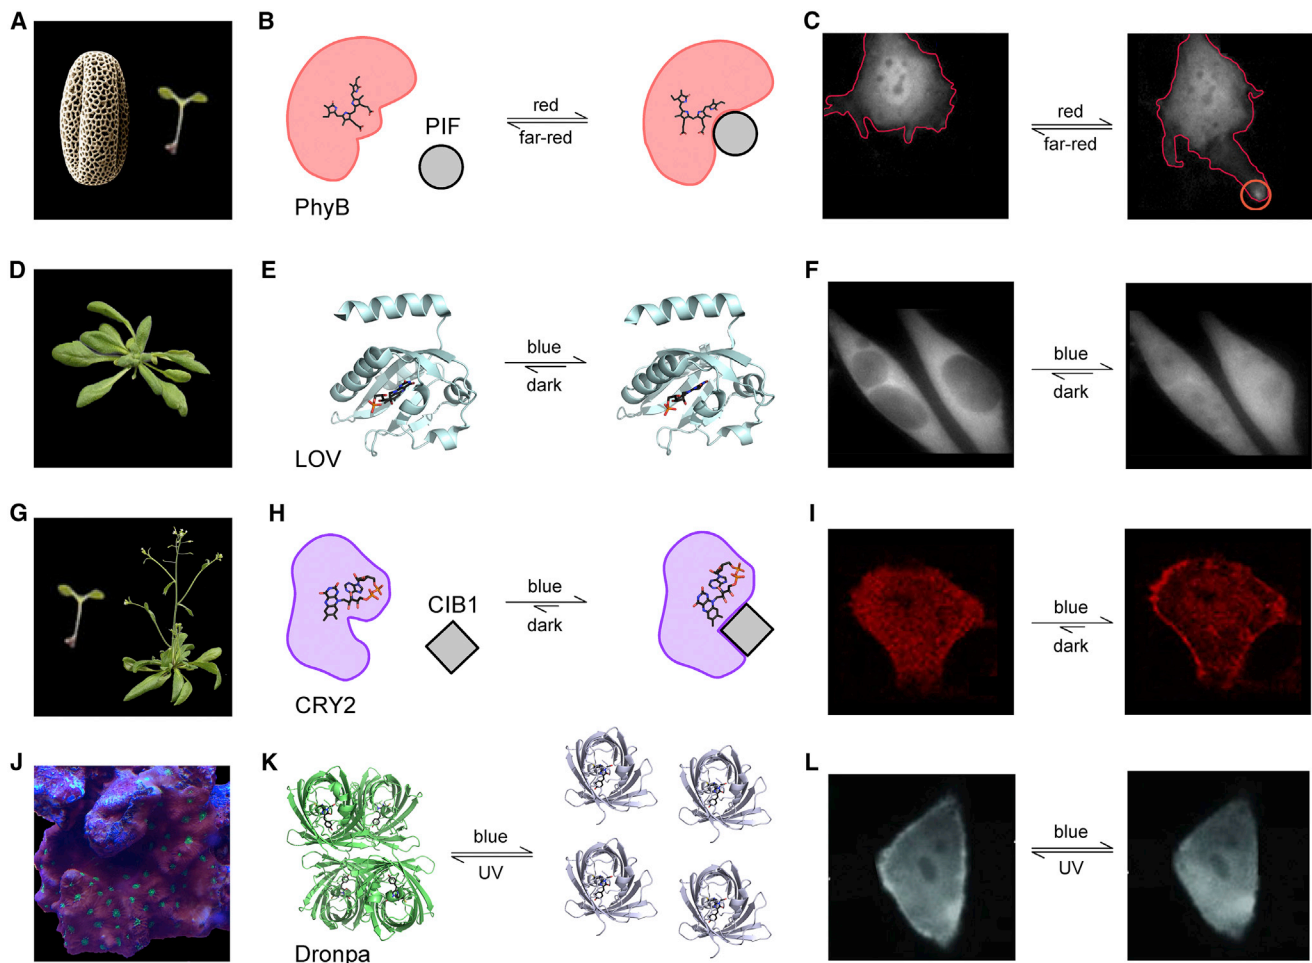 A
B
C
PIF
red
far-red
PhyB
red
far-red
D
E
F
blue
dark
LOV
blue
dark
G
H
I
CIB1
blue
dark
CRY2
blue
dark
J
K
L
blue
UV
Dronpa
blue
UV